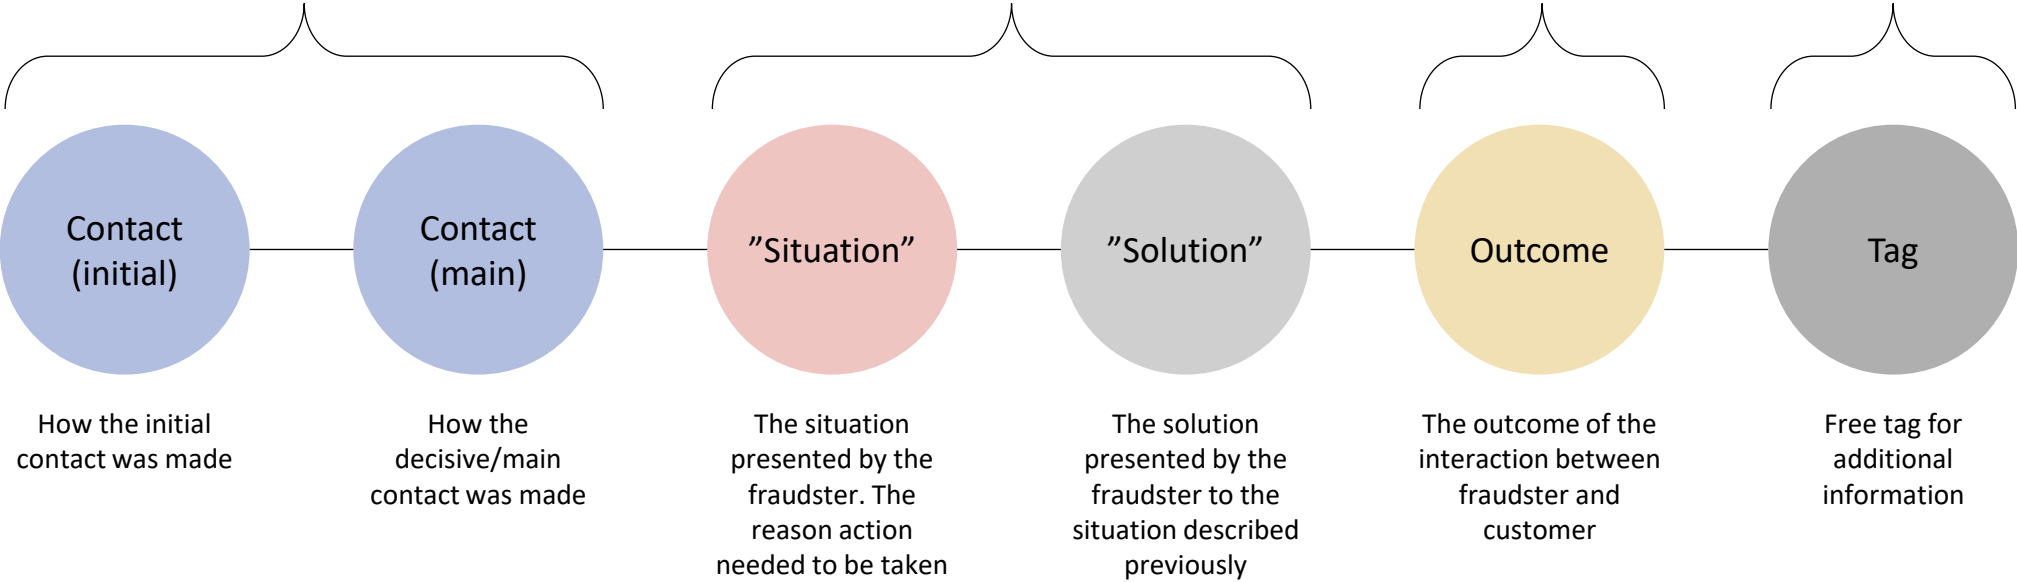 Contact
(initial)
Contact
(main)
”Situation”
”Solution”
Outcome
Tag
How the initial
contact was made
How the
decisive/main
contact was made
The situation
presented by the
fraudster. The
reason action
needed to be taken
The solution
presented by the
fraudster to the
situation described
previously
The outcome of the
interaction between
fraudster and
customer
Free tag for
additional
information